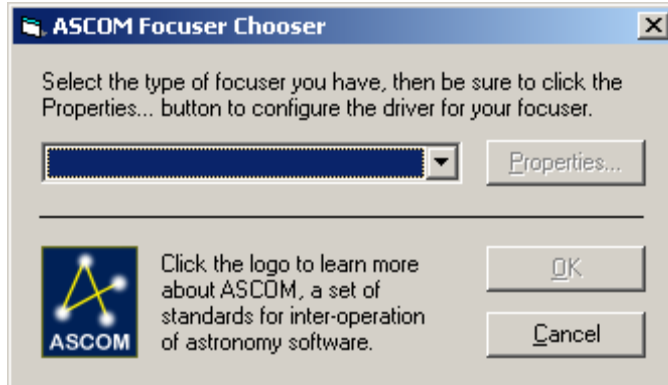 ASCOM Focuser Chooser
Select the type of focuser you have, then be sure to click the
Properties... button to configure the driver for your focuser.
Properties...
Click the logo to learn more
about ASCOM, a set of
standards for inter-operation
of astronomy software.
ASCOM
OK
Cancel